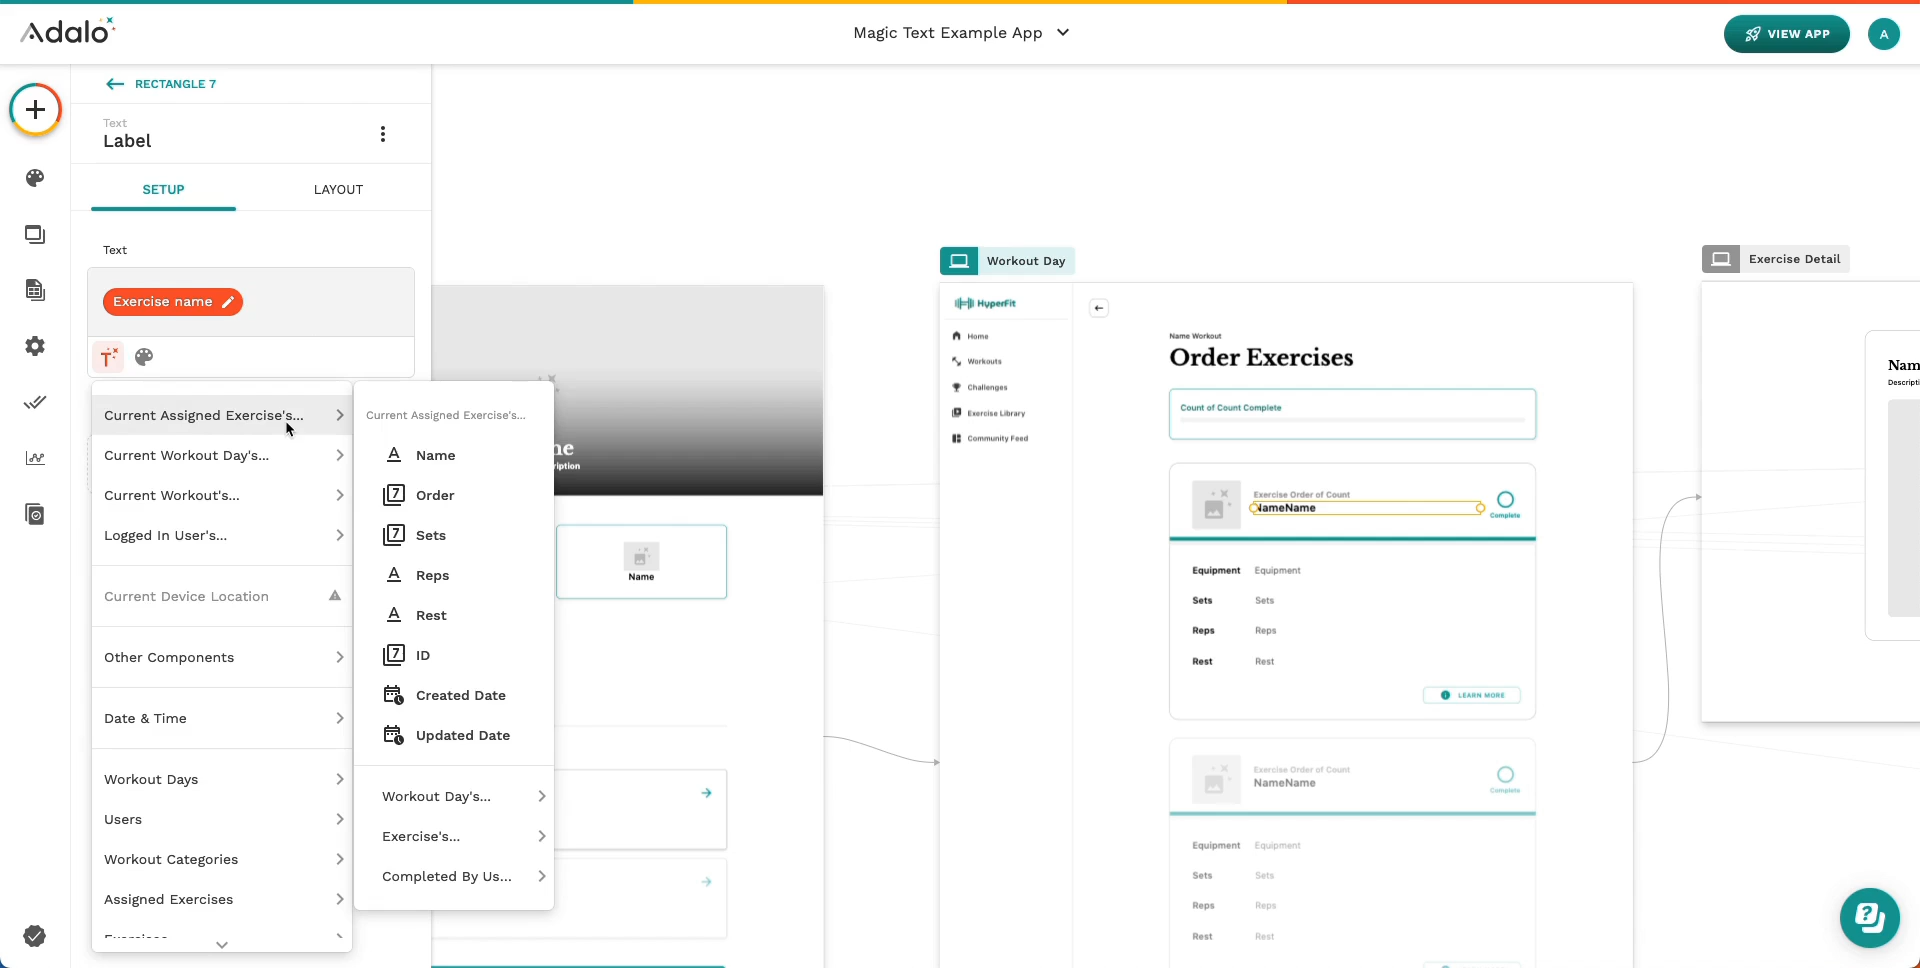 Adalo
Magic Text Example App
VIEW APP
A
RECTANGLE 7
Text
Label
SETUP
LAYOUT
Text
Exercise name
Current Assigned Exercise's...
Current Workout Day's...
Current Workout's...
Logged In User's...
Current Device Location
Other Components
Date & Time
Workout Days
Users
Workout Categories
Assigned Exercises
Exercises
Current Assigned Exercise's...
Name
7 Order
7 Sets
Reps
Rest
7 ID
Created Date
Updated Date
Workout Day's...
Exercise's...
Completed By Us...
Name
Workout Day
HyperFit
Home
Workouts
Challenges
Exercise Library
Community Feed
Name Workout
Order Exercises
Count of Count Complete
Exercise Order of Count
NameName
Complete
Equipment Equipment
Sets Sets
Reps Reps
Rest Rest
LEARN MORE
Exercise Order of Count
NameName
Complete
Equipment Equipment
Sets Sets
Reps Reps
Rest Rest
Exercise Detail